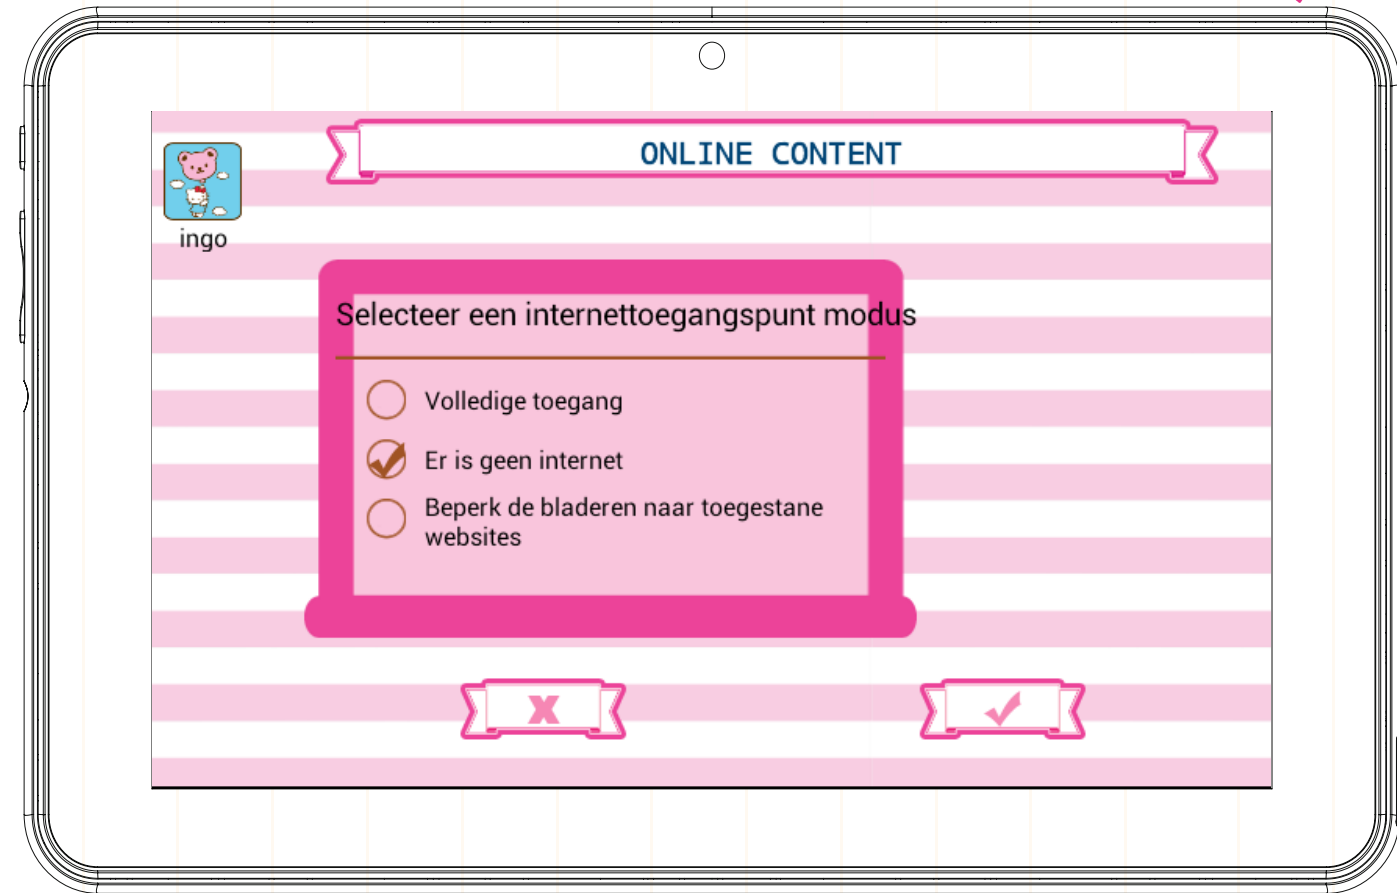 ONLINE CONTENT
ingo
Selecteer een internettoegangspunt modus
Volledige toegang
Er is geen internet
Beperk de bladeren naar toegestane
websites
X